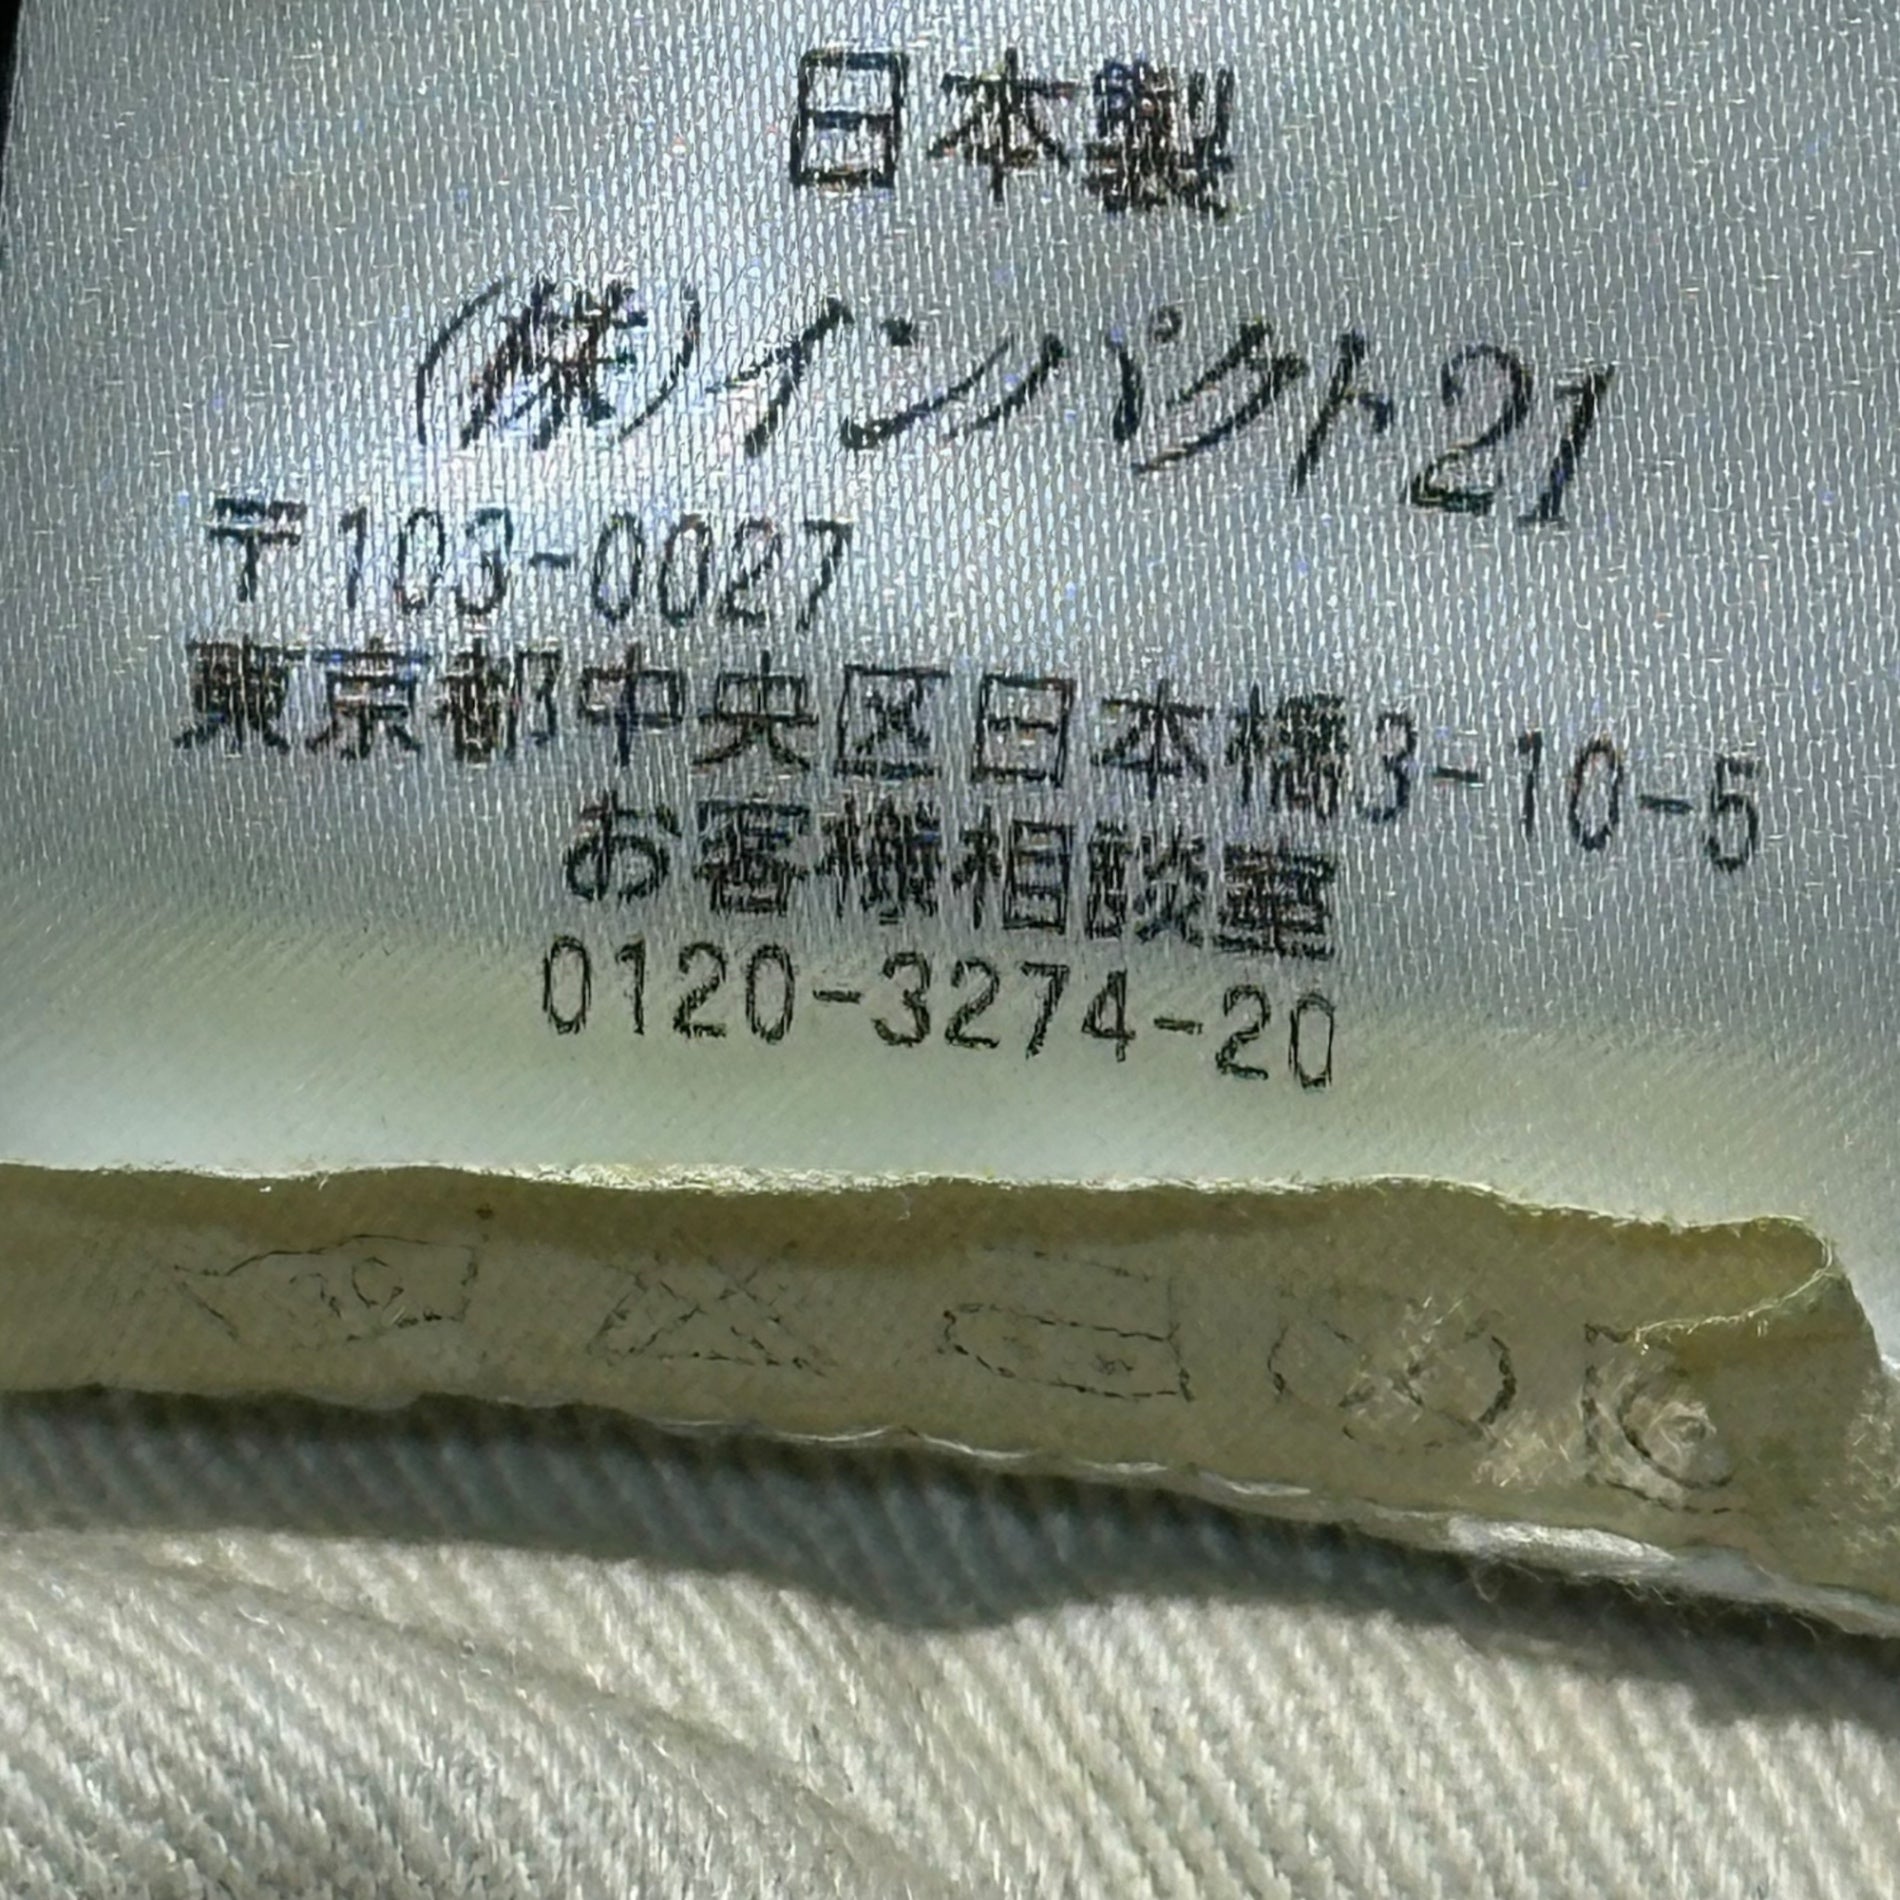 日本製
(株)インパクト21
〒103-0027
東京都中央区日本橋3-10-5
お客様相談室
0120-3274-20